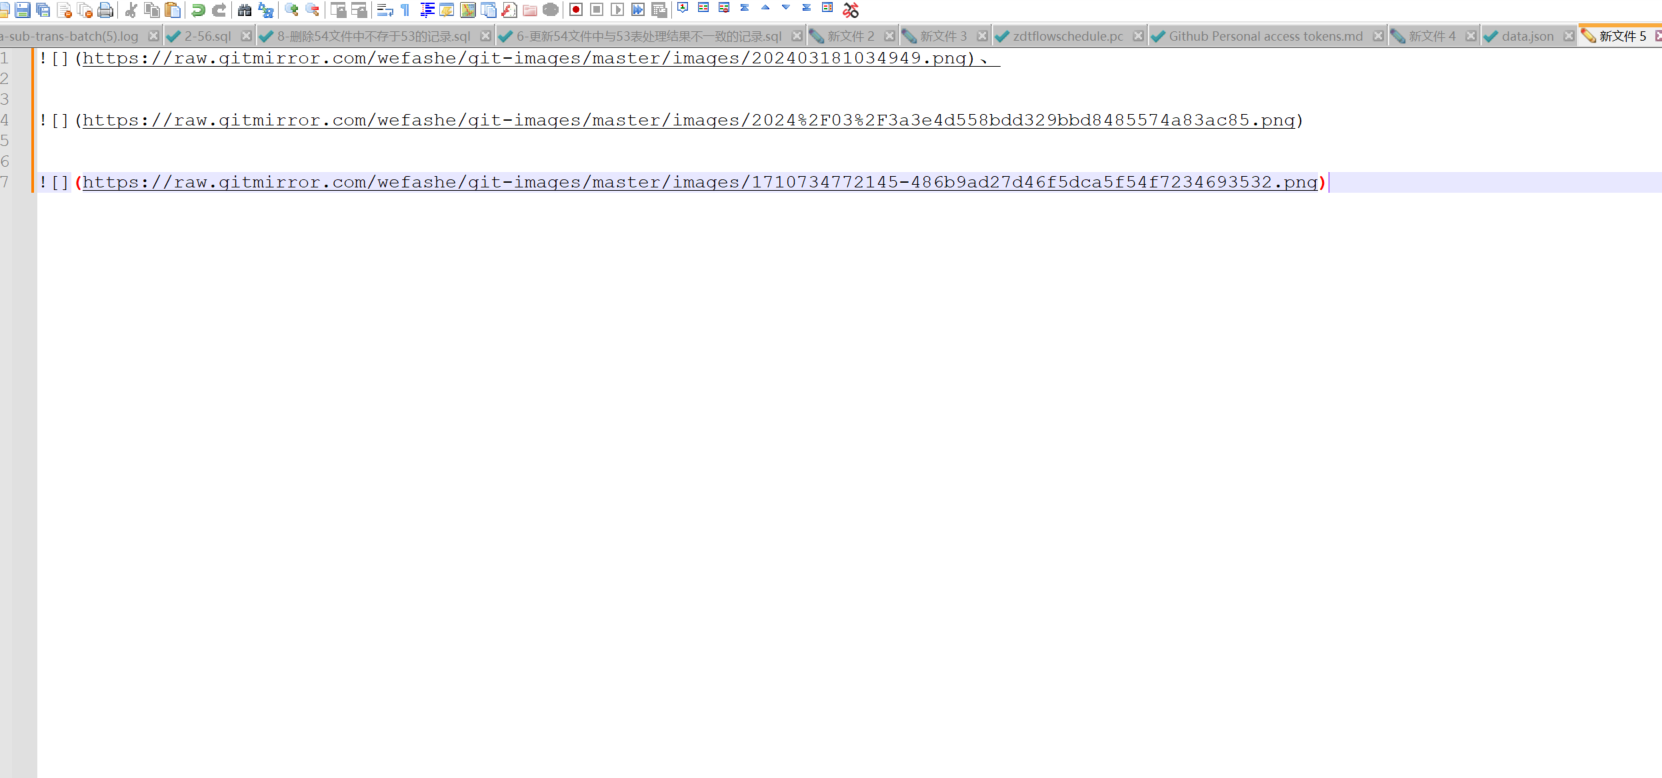 a-sub-trans-batch(5).log 2-56.sql 8-删除54文件中不存于53的记录.sql 6-更新54文件中与53表处理结果不一致的记录.sql 新文件 2 新文件 3 zdtflowschedule.pc Github Personal access tokens.md 新文件 4 data.json 新文件 5
1 ![](https://raw.gitmirror.com/wefashe/git-images/master/images/202403181034949.png)、
2
3
4 ![](https://raw.gitmirror.com/wefashe/git-images/master/images/2024%2F03%2F3a3e4d558bdd329bbd8485574a83ac85.png)
5
6
7 ![](https://raw.gitmirror.com/wefashe/git-images/master/images/1710734772145-486b9ad27d46f5dca5f54f7234693532.png)